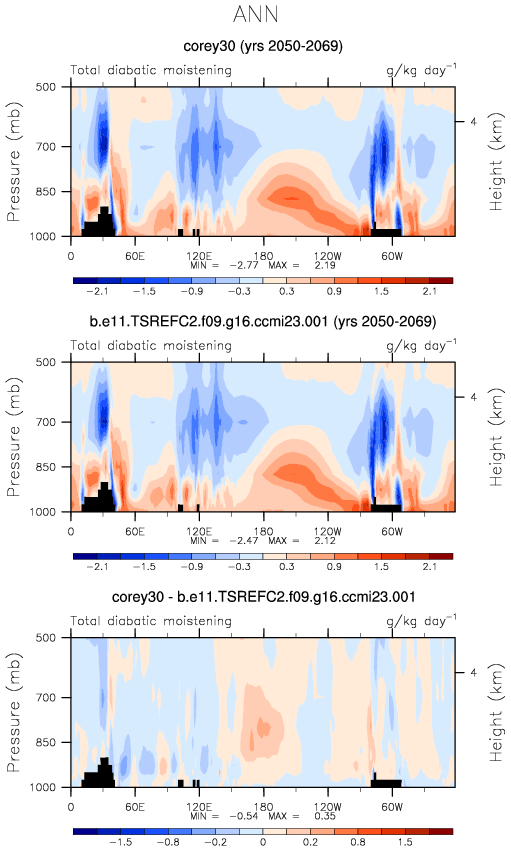 ANN
corey30 (yrs 2050-2069)
Total diabatic moistening g/kg day⁻¹
500
700
850
1000
Pressure (mb)
4
Height (km)
0 60E 120E 180 120W 60W
MIN = −2.77 MAX = 2.19
−2.1 −1.5 −0.9 −0.3 0.3 0.9 1.5 2.1
b.e11.TSREFC2.f09.g16.ccmi23.001 (yrs 2050-2069)
Total diabatic moistening g/kg day⁻¹
500
700
850
1000
Pressure (mb)
4
Height (km)
0 60E 120E 180 120W 60W
MIN = −2.47 MAX = 2.12
−2.1 −1.5 −0.9 −0.3 0.3 0.9 1.5 2.1
corey30 - b.e11.TSREFC2.f09.g16.ccmi23.001
Total diabatic moistening g/kg day⁻¹
500
700
850
1000
Pressure (mb)
4
Height (km)
0 60E 120E 180 120W 60W
MIN = −0.54 MAX = 0.35
−1.5 −0.8 −0.2 0 0.2 0.8 1.5